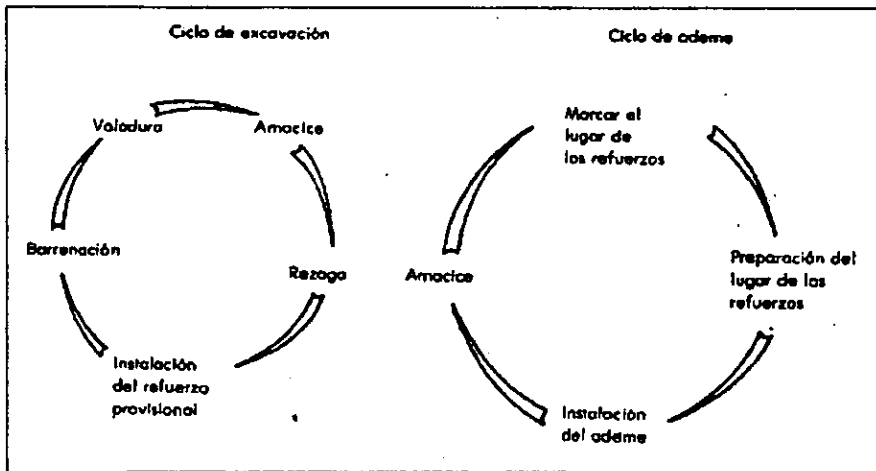 Ciclo de excavación
Ciclo de ademe
Voladura
Amacice
Barrenación
Rezaga
Instalación
del refuerzo
provisional
Marcar el
lugar de
los refuerzos
Amacice
Preparación del
lugar de los
refuerzos
Instalación
del ademe